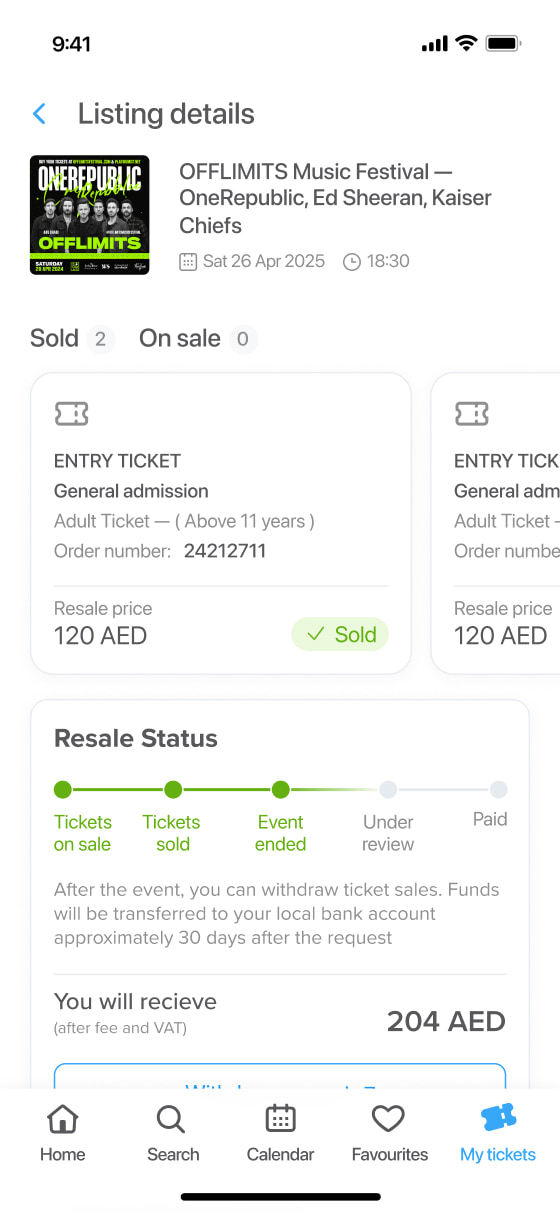 9:41
Listing details
BUY YOUR TICKETS AT OFFLIMITSFESTIVAL.COM & PLATINUMLIST.NET
ONEREPUBLIC
OneRepublic
OFFLIMITS
SATURDAY
26 APR 2024
OFFLIMITS Music Festival —
OneRepublic, Ed Sheeran, Kaiser
Chiefs
Sat 26 Apr 2025 18:30
Sold 2 On sale 0
ENTRY TICKET
General admission
Adult Ticket — ( Above 11 years )
Order number: 24212711
Resale price
120 AED
Sold
ENTRY TICK
General adm
Adult Ticket -
Order numbe
Resale price
120 AED
Resale Status
Tickets
on sale
Tickets
sold
Event
ended
Under
review
Paid
After the event, you can withdraw ticket sales. Funds
will be transferred to your local bank account
approximately 30 days after the request
You will recieve
(after fee and VAT)
204 AED
Home
Search
Calendar
Favourites
My tickets